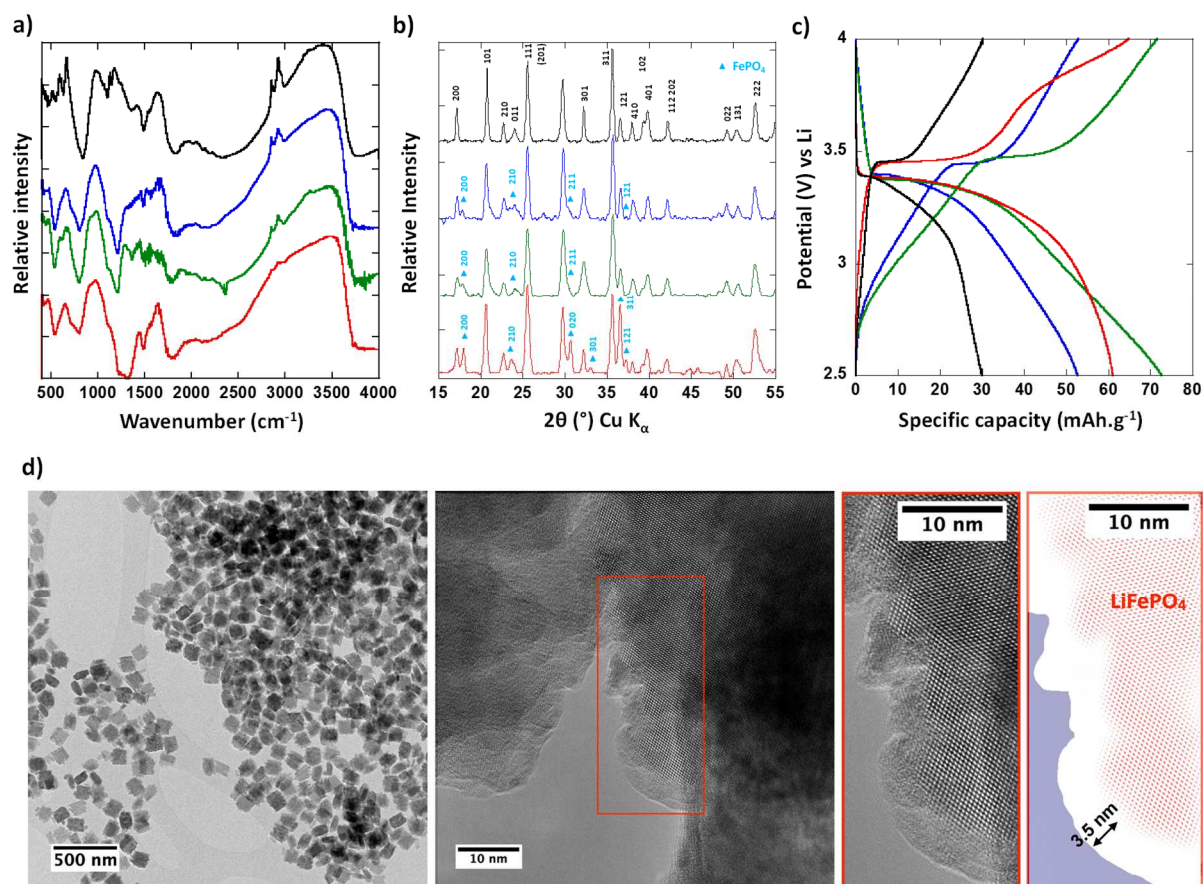 a)
Relative intensity
400 1000 1500 2000 2500 3000 3500 4000
Wavenumber (cm-1)
b)
Relative Intensity
200
101
210
011
111
(201)
301
311
121
410
102
401
112 202
022
131
222
▲ FePO4
▲ 200
▲ 210
▲ 211
▲ 121
▲ 200
▲ 210
▲ 211
▲ 200
▲ 210
▲ 020
▲ 301
▲ 311
▲ 121
15 20 25 30 35 40 45 50 55
2θ (°) Cu Kα
c)
Potential (V) vs Li
4
3.5
3
2.5
0 10 20 30 40 50 60 70 80
Specific capacity (mAh.g-1)
d)
500 nm
10 nm
10 nm
10 nm
LiFePO4
3.5 nm